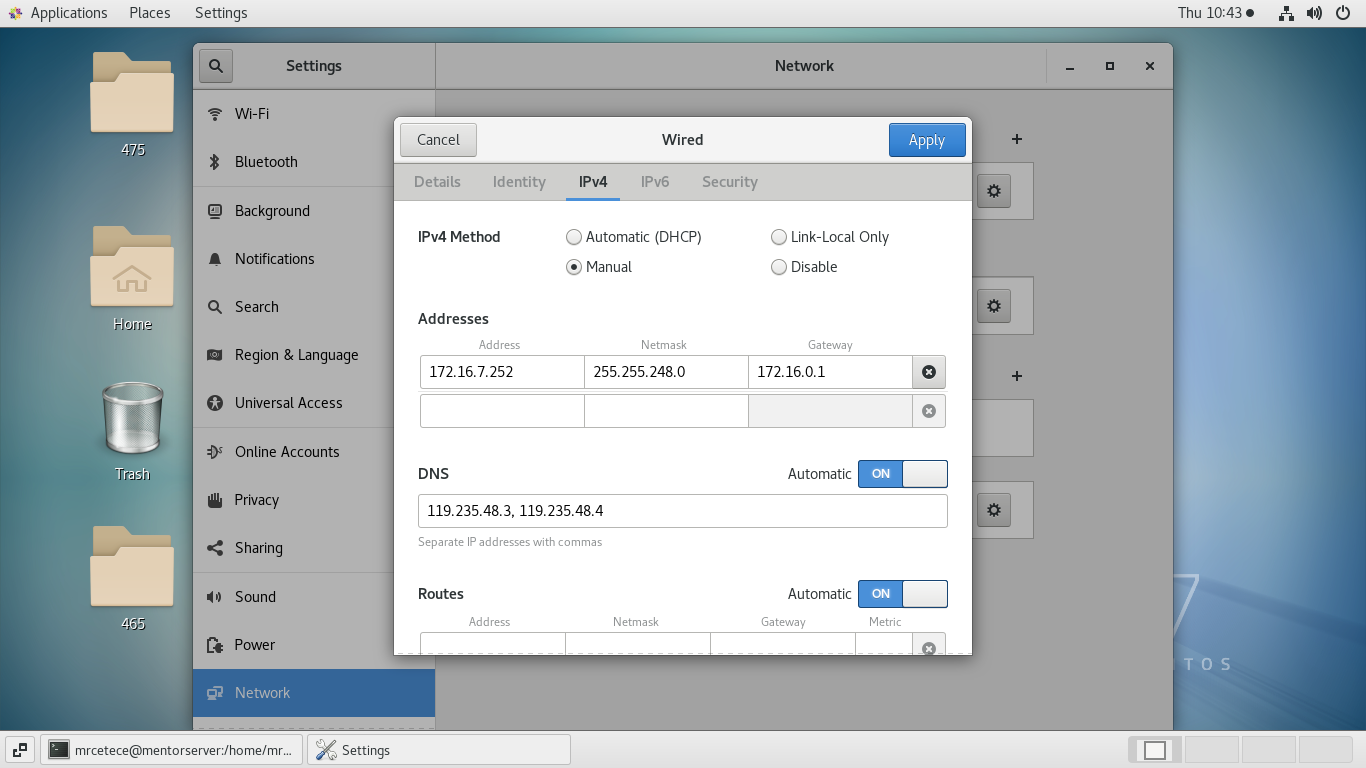 Applications Places Settings Thu 10:43
Settings Network
475
Home
Trash
465
Wi-Fi
Bluetooth
Background
Notifications
Search
Region & Language
Universal Access
Online Accounts
Privacy
Sharing
Sound
Power
Network
Cancel Wired Apply
Details Identity IPv4 IPv6 Security
IPv4 Method Automatic (DHCP) Link-Local Only
Manual Disable
Addresses
Address Netmask Gateway
172.16.7.252 255.255.248.0 172.16.0.1
DNS Automatic ON
119.235.48.3, 119.235.48.4
Separate IP addresses with commas
Routes Automatic ON
Address Netmask Gateway Metric
7
TOS
mrcetece@mentorserver:/home/mr... Settings